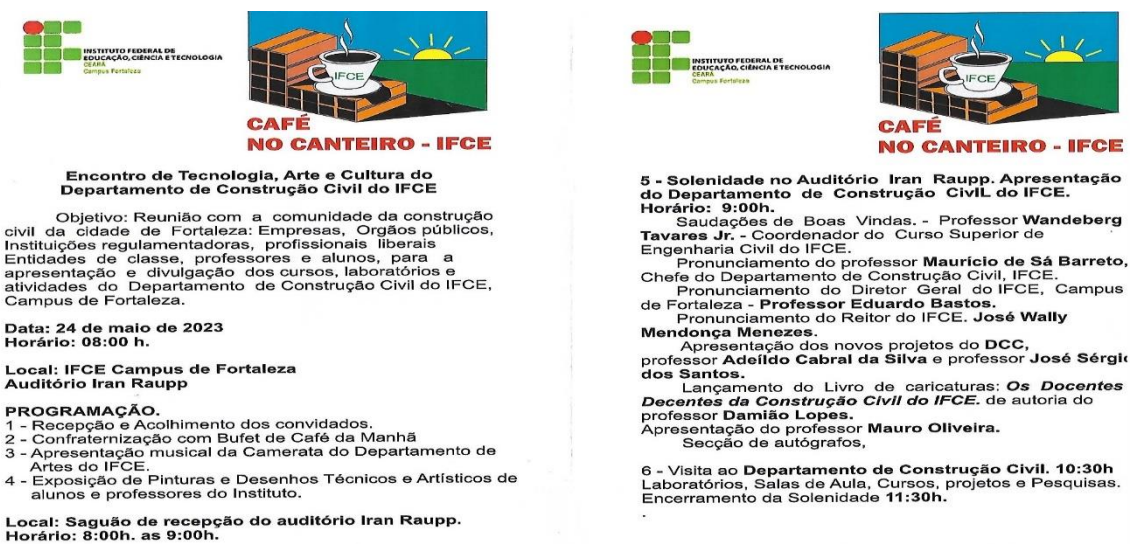 INSTITUTO FEDERAL DE
EDUCAÇÃO, CIÊNCIA E TECNOLOGIA
CEARÁ
Campus Fortaleza
IFCE
CAFÉ
NO CANTEIRO - IFCE
Encontro de Tecnologia, Arte e Cultura do
Departamento de Construção Civil do IFCE
Objetivo: Reunião com a comunidade da construção
civil da cidade de Fortaleza: Empresas, Orgãos públicos,
Instituições regulamentadoras, profissionais liberais
Entidades de classe, professores e alunos, para a
apresentação e divulgação dos cursos, laboratórios e
atividades do Departamento de Construção Civil do IFCE,
Campus de Fortaleza.
Data: 24 de maio de 2023
Horário: 08:00 h.
Local: IFCE Campus de Fortaleza
Auditório Iran Raupp
PROGRAMAÇÃO.
1 - Recepção e Acolhimento dos convidados.
2 - Confraternização com Bufet de Café da Manhã
3 - Apresentação musical da Camerata do Departamento de
Artes do IFCE.
4 - Exposição de Pinturas e Desenhos Técnicos e Artísticos de
alunos e professores do Instituto.
Local: Saguão de recepção do auditório Iran Raupp.
Horário: 8:00h. as 9:00h.
INSTITUTO FEDERAL DE
EDUCAÇÃO, CIÊNCIA E TECNOLOGIA
CEARÁ
Campus Fortaleza
IFCE
CAFÉ
NO CANTEIRO - IFCE
5 - Solenidade no Auditório Iran Raupp. Apresentação
do Departamento de Construção CivIL do IFCE.
Horário: 9:00h.
Saudações de Boas Vindas. - Professor Wandeberg
Tavares Jr. - Coordenador do Curso Superior de
Engenharia Civil do IFCE.
Pronunciamento do professor Maurício de Sá Barreto,
Chefe do Departamento de Construção Civil, IFCE.
Pronunciamento do Diretor Geral do IFCE, Campus
de Fortaleza - Professor Eduardo Bastos.
Pronunciamento do Reitor do IFCE. José Wally
Mendonça Menezes.
Apresentação dos novos projetos do DCC,
professor Adeíldo Cabral da Silva e professor José Sérgio
dos Santos.
Lançamento do Livro de caricaturas: Os Docentes
Decentes da Construção Civil do IFCE. de autoria do
professor Damião Lopes.
Apresentação do professor Mauro Oliveira.
Secção de autógrafos,
6 - Visita ao Departamento de Construção Civil. 10:30h
Laboratórios, Salas de Aula, Cursos, projetos e Pesquisas.
Encerramento da Solenidade 11:30h.
.